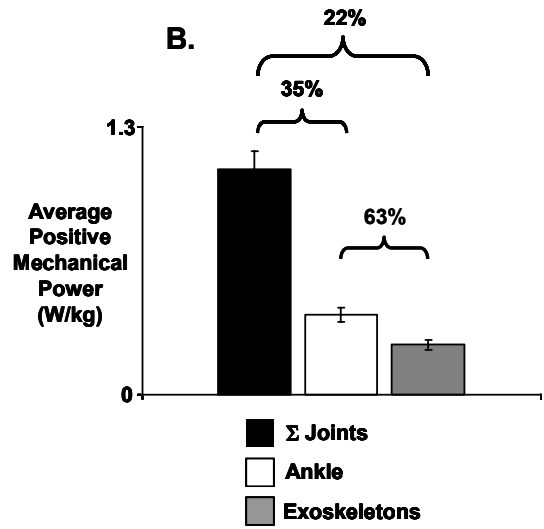 B.
22%
35%
1.3
63%
Average
Positive
Mechanical
Power
(W/kg)
0
Σ Joints
Ankle
Exoskeletons